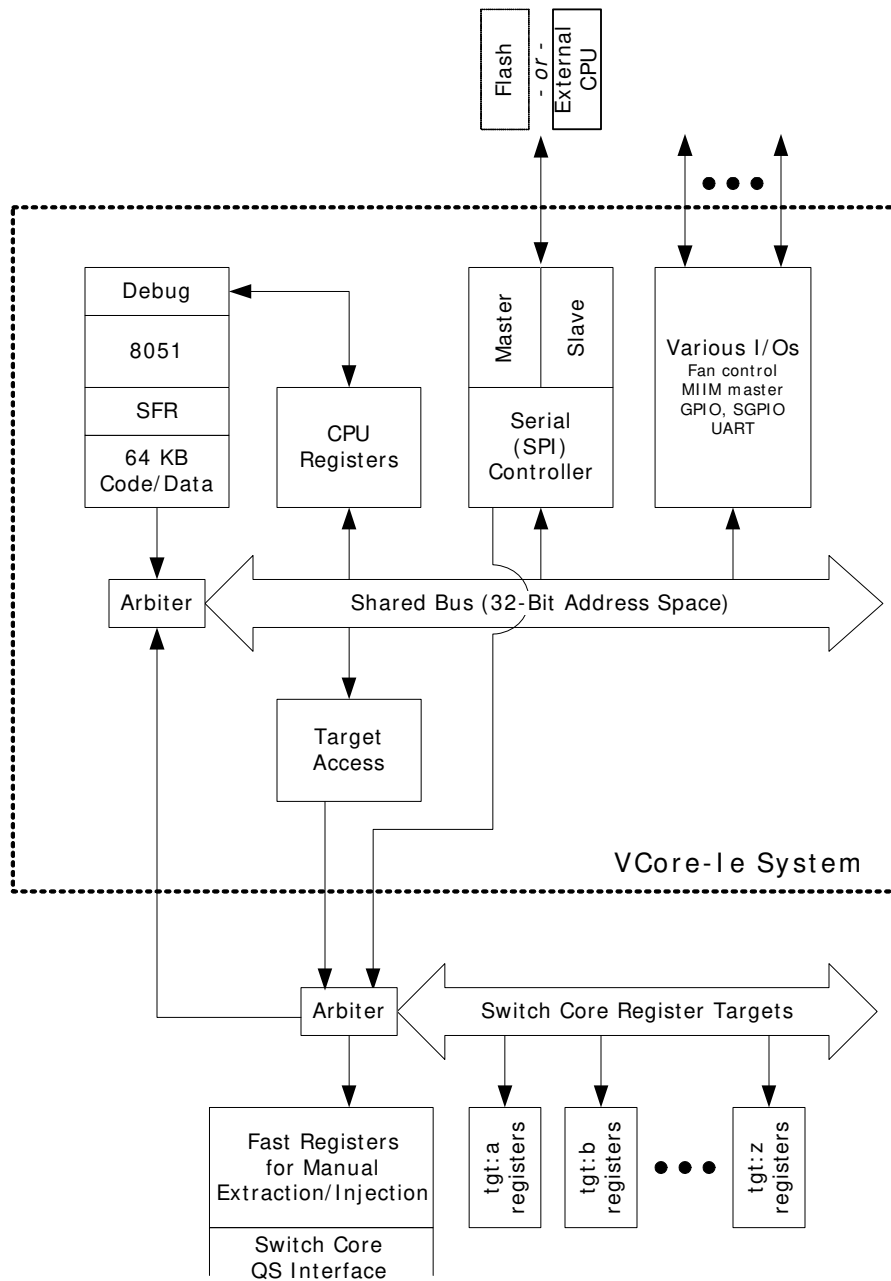 Flash
- or -
External
CPU
Debug
8051
SFR
64 KB
Code/Data
CPU
Registers
Master
Slave
Serial
(SPI)
Controller
Various I/Os
Fan control
MIIM master
GPIO, SGPIO
UART
Arbiter
Shared Bus (32-Bit Address Space)
Target
Access
VCore-Ie System
Arbiter
Switch Core Register Targets
Fast Registers
for Manual
Extraction/Injection
Switch Core
QS Interface
tgt:a
registers
tgt:b
registers
tgt:z
registers